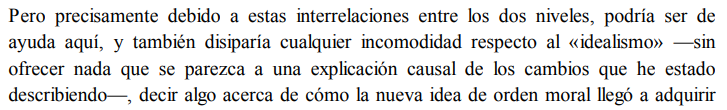 Pero precisamente debido a estas interrelaciones entre los dos niveles, podría ser de
ayuda aquí, y también disiparía cualquier incomodidad respecto al «idealismo» —sin
ofrecer nada que se parezca a una explicación causal de los cambios que he estado
describiendo—, decir algo acerca de cómo la nueva idea de orden moral llegó a adquirir